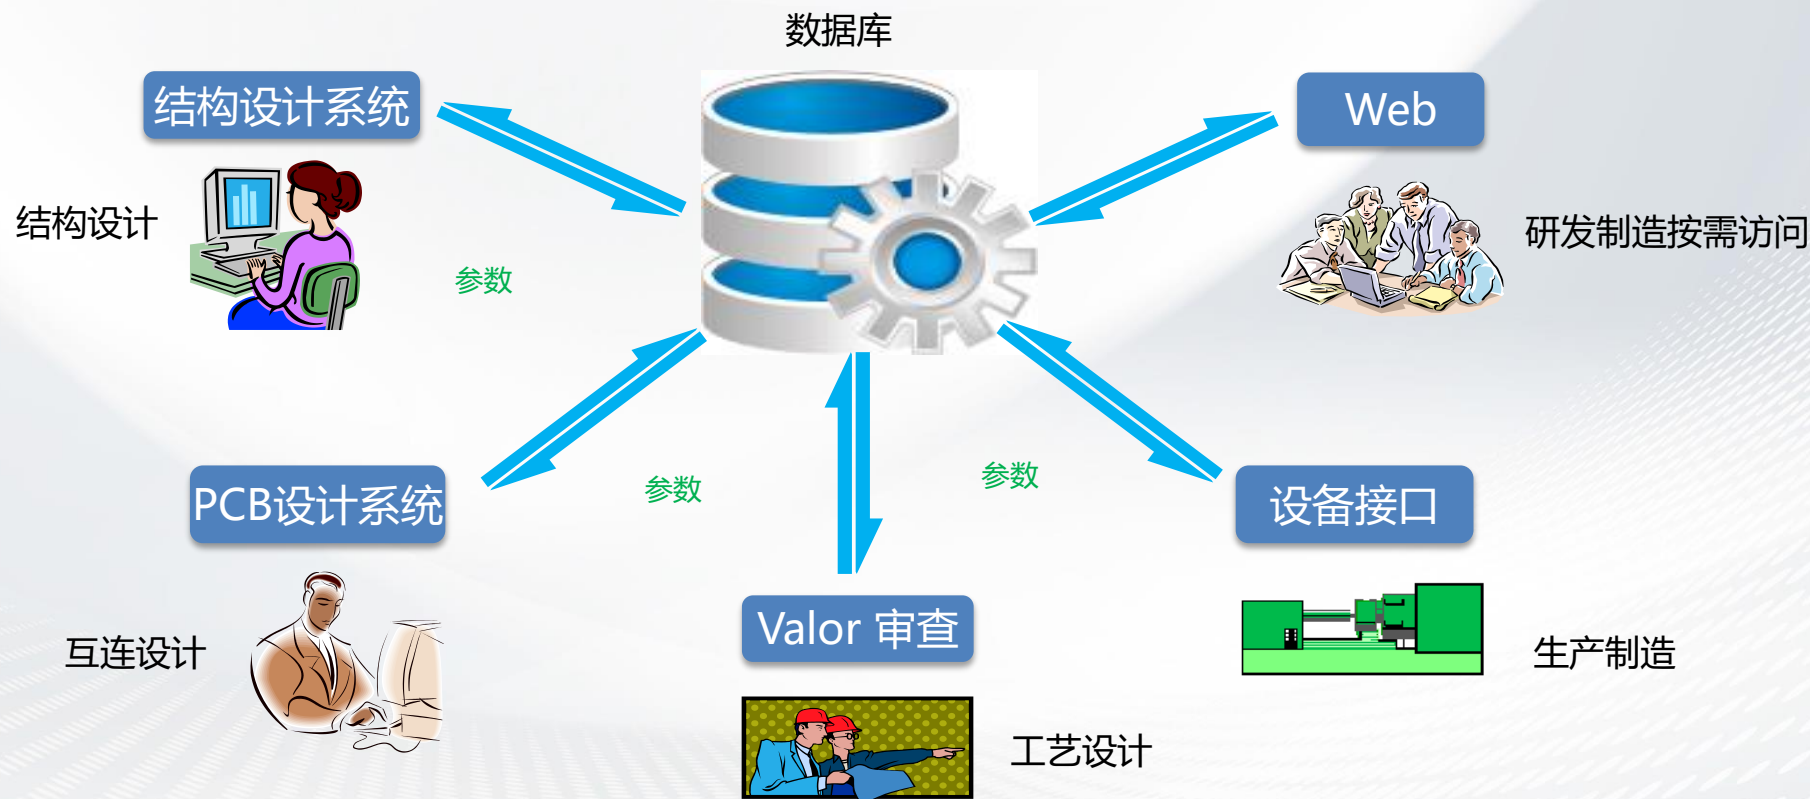 数据库
结构设计系统
Web
结构设计
研发制造按需访问
参数
PCB设计系统
参数
参数
设备接口
Valor 审查
互连设计
生产制造
工艺设计